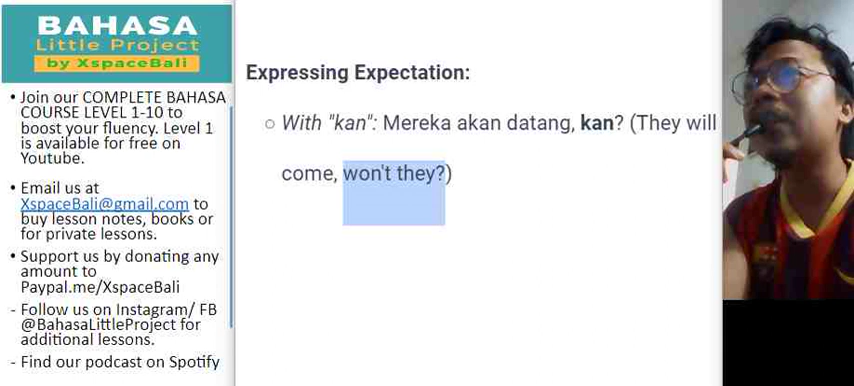 BAHASA
Little Project
by XspaceBali
• Join our COMPLETE BAHASA
COURSE LEVEL 1-10 to
boost your fluency. Level 1
is available for free on
Youtube.
• Email us at
XspaceBali@gmail.com to
buy lesson notes, books or
for private lessons.
• Support us by donating any
amount to
Paypal.me/XspaceBali
- Follow us on Instagram/ FB
@BahasaLittleProject for
additional lessons.
- Find our podcast on Spotify
Expressing Expectation:
○ With "kan": Mereka akan datang, kan? (They will
come, won't they?)